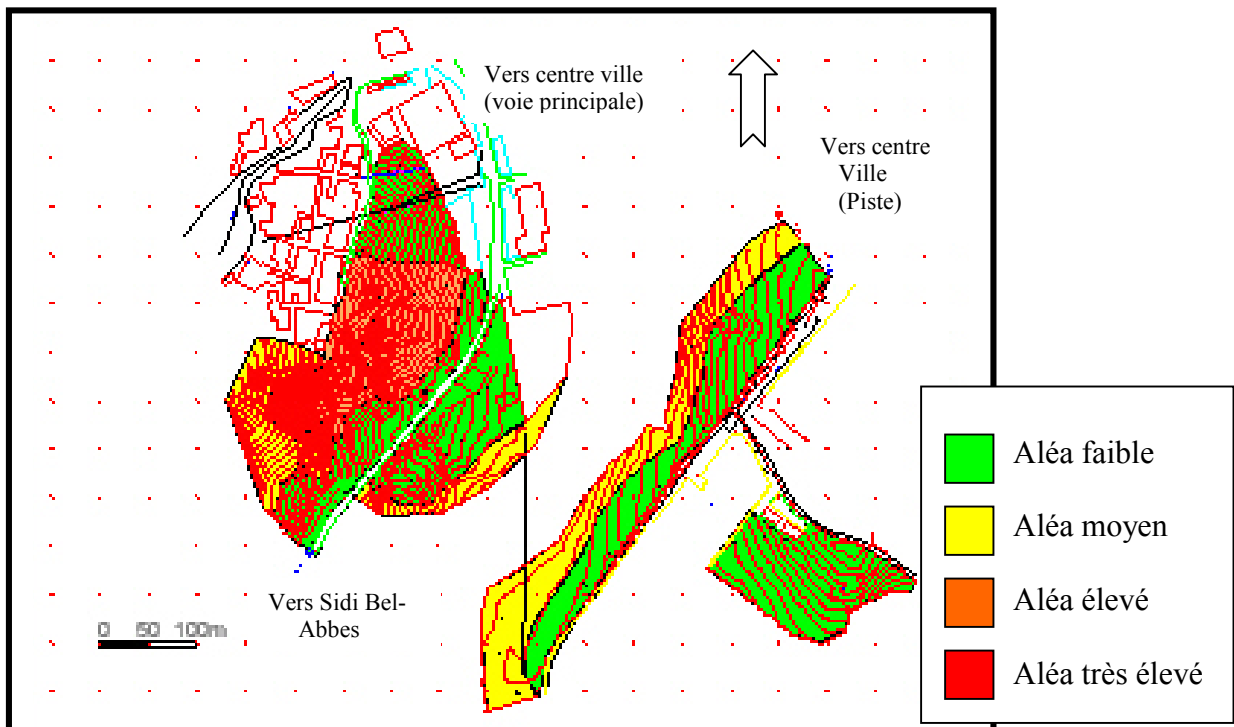 Vers centre ville
(voie principale)
Vers centre
Ville
(Piste)
Vers Sidi Bel-
Abbes
0 50 100m
Aléa faible
Aléa moyen
Aléa élevé
Aléa très élevé